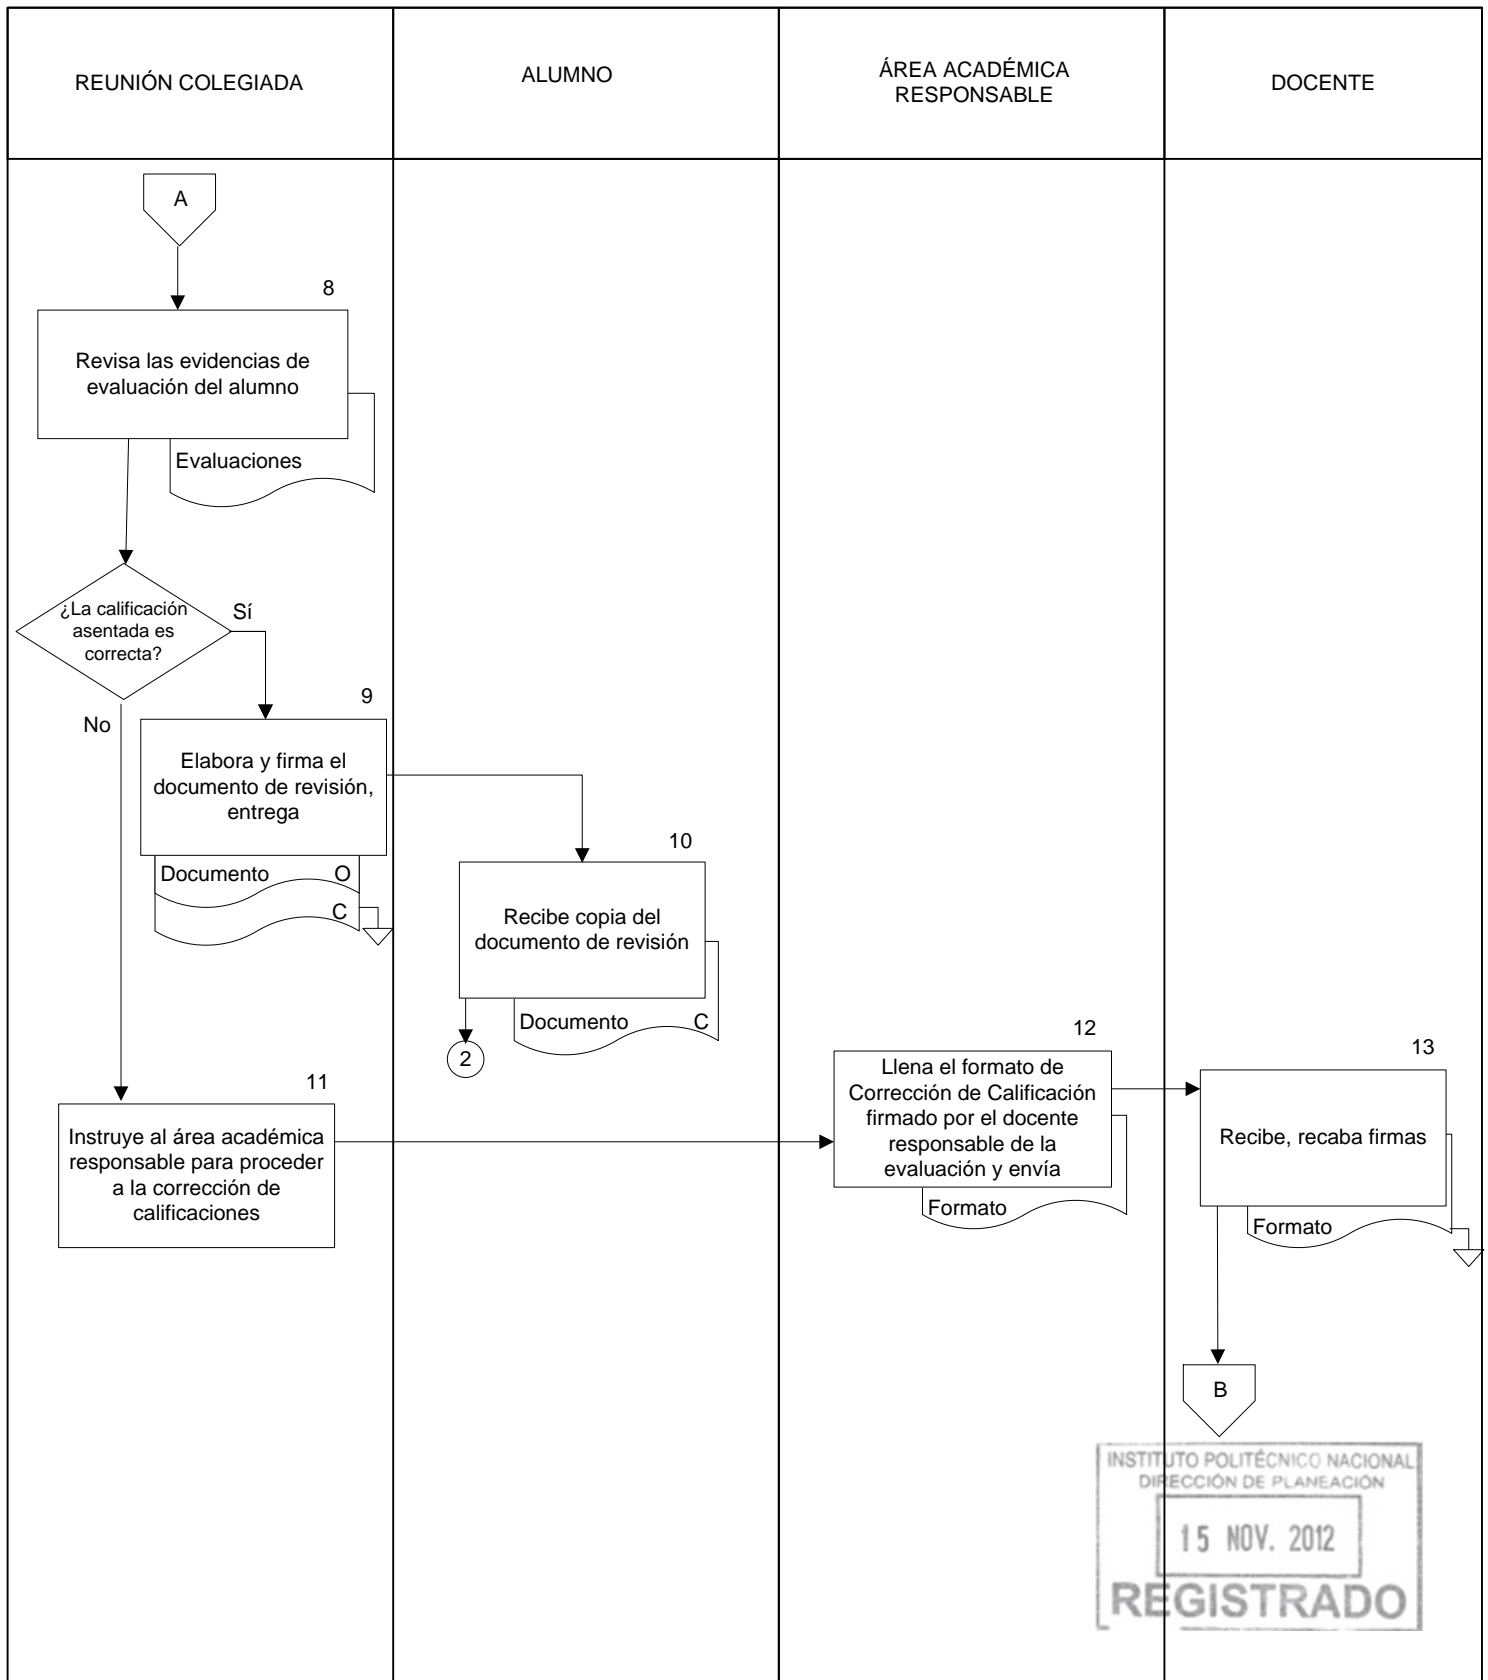 REUNIÓN COLEGIADA
ALUMNO
ÁREA ACADÉMICA
RESPONSABLE
DOCENTE
A
8
Revisa las evidencias de
evaluación del alumno
Evaluaciones
¿La calificación
asentada es
correcta?
Sí
No
9
Elabora y firma el
documento de revisión,
entrega
Documento O
C
10
Recibe copia del
documento de revisión
Documento C
2
11
Instruye al área académica
responsable para proceder
a la corrección de
calificaciones
12
Llena el formato de
Corrección de Calificación
firmado por el docente
responsable de la
evaluación y envía
Formato
13
Recibe, recaba firmas
Formato
B
INSTITUTO POLITÉCNICO NACIONAL
DIRECCIÓN DE PLANEACIÓN
15 NOV. 2012
REGISTRADO